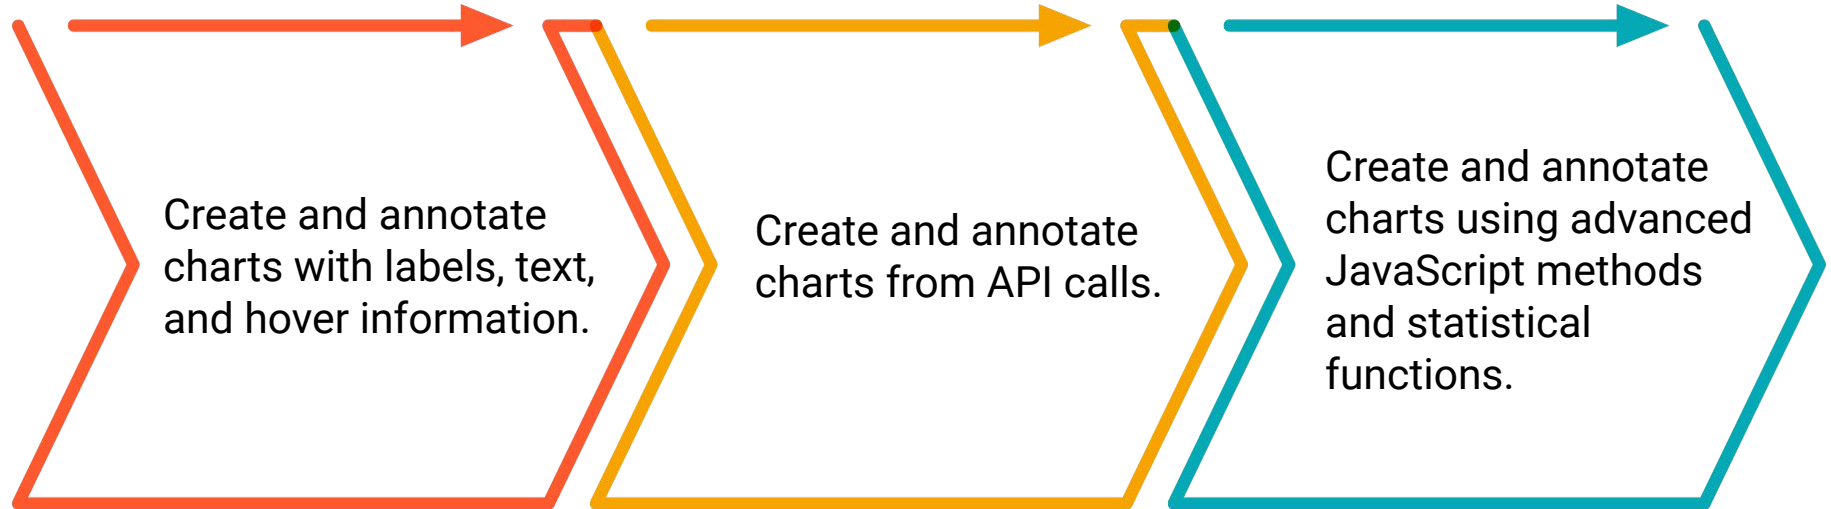 Create and annotate
charts with labels, text,
and hover information.
Create and annotate
charts from API calls.
Create and annotate
charts using advanced
JavaScript methods
and statistical
functions.